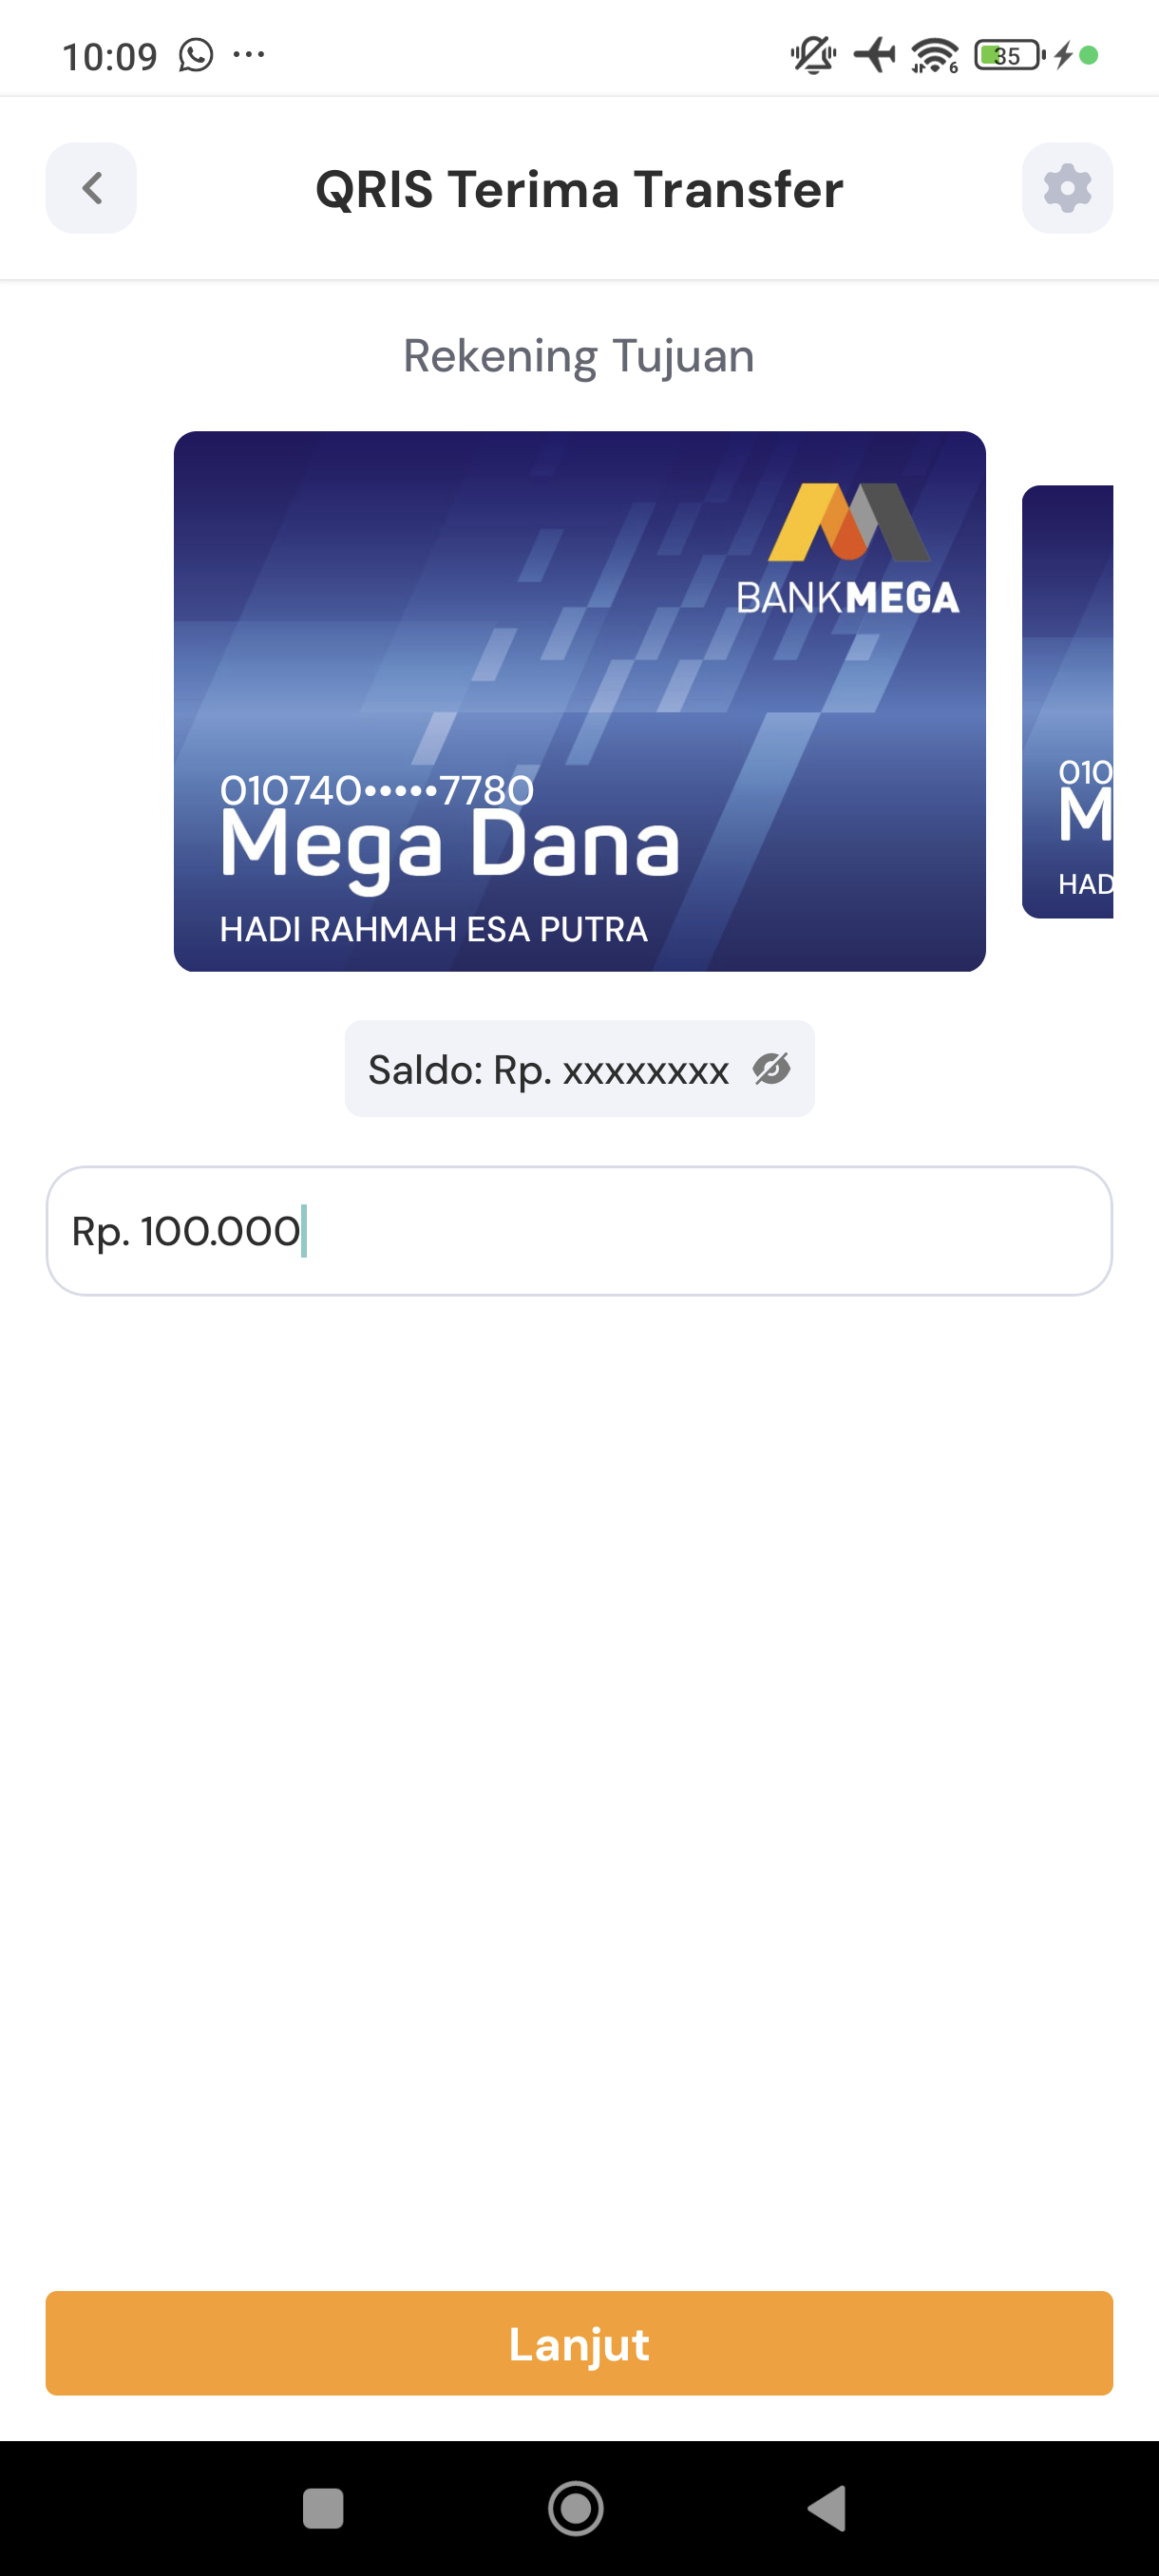 10:09
6
35
QRIS Terima Transfer
Rekening Tujuan
BANKMEGA
010740•••••7780
Mega Dana
HADI RAHMAH ESA PUTRA
010
M
HAD
Saldo: Rp. xxxxxxxx
Rp. 100.000
Lanjut